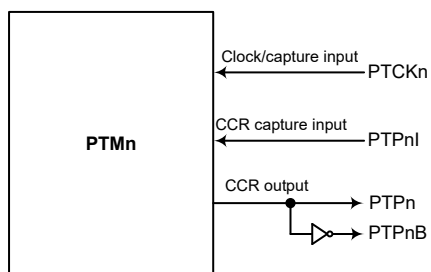 Clock/capture input
PTCKn
CCR capture input
PTPnI
PTMn
CCR output
PTPn
PTPnB